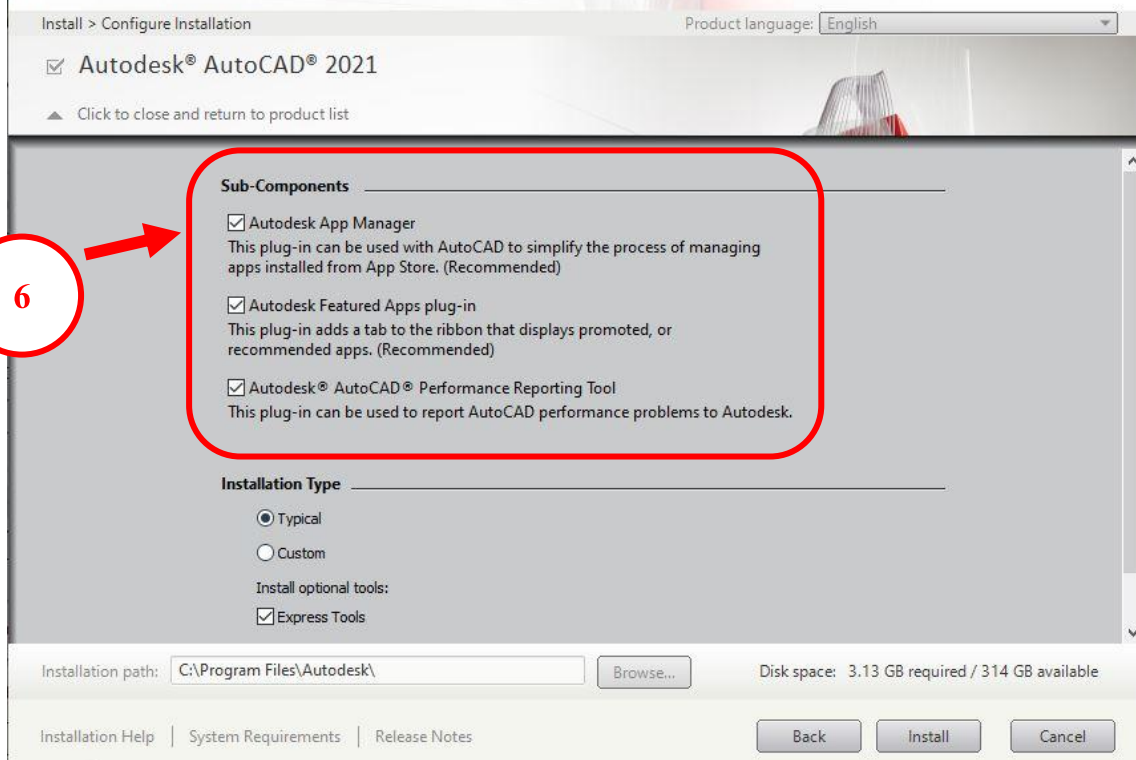 Install > Configure Installation
Product language: English
Autodesk® AutoCAD® 2021
Click to close and return to product list
Sub-Components
Autodesk App Manager
This plug-in can be used with AutoCAD to simplify the process of managing
apps installed from App Store. (Recommended)
6
Autodesk Featured Apps plug-in
This plug-in adds a tab to the ribbon that displays promoted, or
recommended apps. (Recommended)
Autodesk® AutoCAD® Performance Reporting Tool
This plug-in can be used to report AutoCAD performance problems to Autodesk.
Installation Type
Typical
Custom
Install optional tools:
Express Tools
Installation path: C:\Program Files\Autodesk\ Browse... Disk space: 3.13 GB required / 314 GB available
Installation Help | System Requirements | Release Notes Back Install Cancel